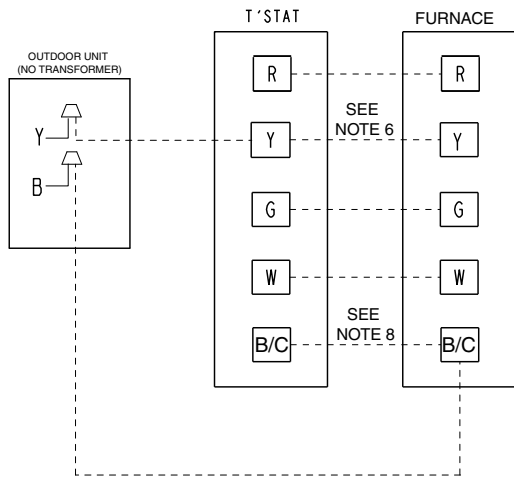 T'STAT
FURNACE
OUTDOOR UNIT
(NO TRANSFORMER)
R
R
SEE
NOTE 6
Y
Y
Y
B
G
G
W
W
SEE
NOTE 8
B/C
B/C